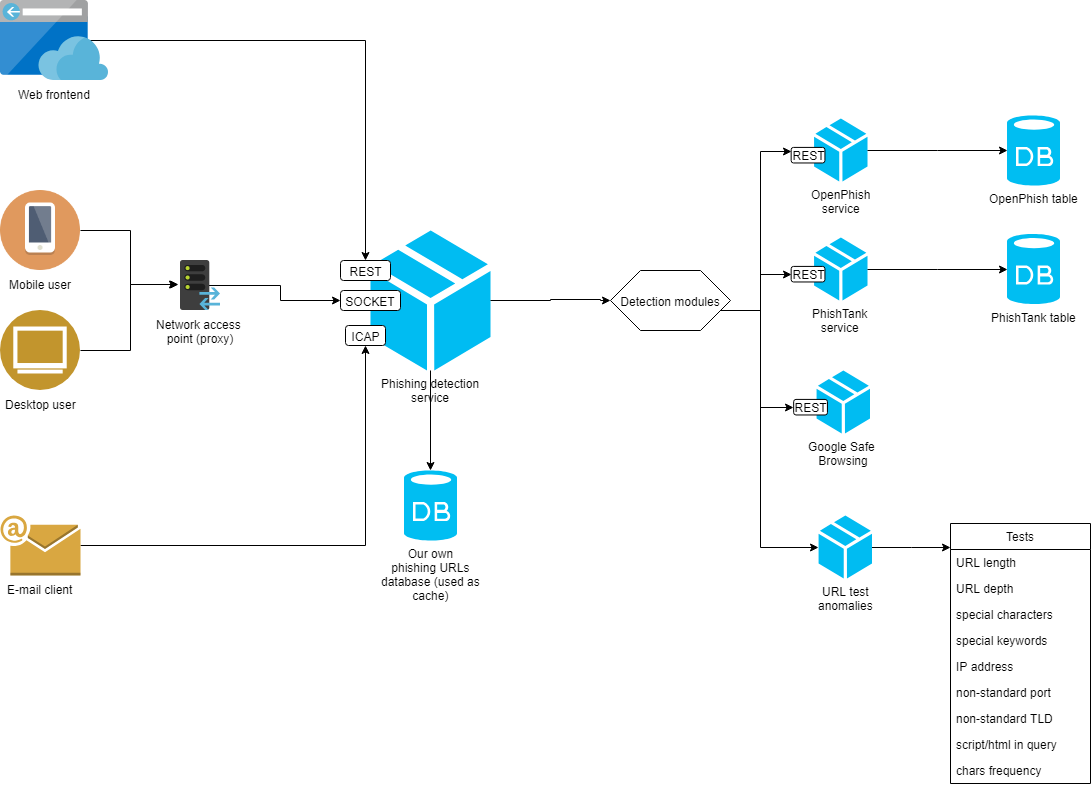 Web frontend
Mobile user
Desktop user
Network access
point (proxy)
@
E-mail client
REST
SOCKET
ICAP
Phishing detection
service
DB
Our own
phishing URLs
database (used as
cache)
Detection modules
REST
OpenPhish
service
DB
OpenPhish table
REST
PhishTank
service
DB
PhishTank table
REST
Google Safe
Browsing
URL test
anomalies
Tests
URL length
URL depth
special characters
special keywords
IP address
non-standard port
non-standard TLD
script/html in query
chars frequency